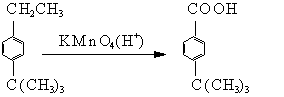 CH₂CH₃
COOH
KMnO₄(H⁺)
C(CH₃)₃
C(CH₃)₃